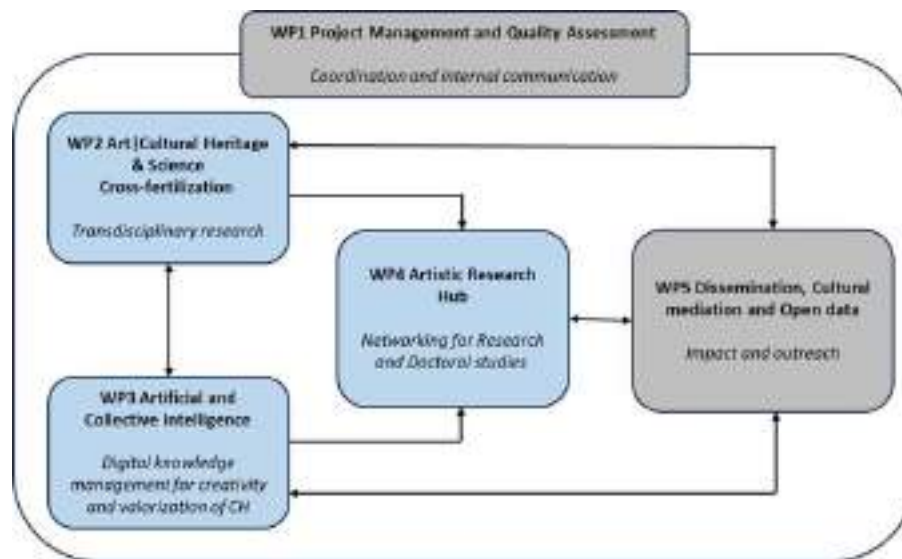 WP1 Project Management and Quality Assessment
Coordination and internal communication
WP2 Art|Cultural Heritage
& Science
Cross-fertilization
Transdisciplinary research
WP4 Artistic Research
Hub
Networking for Research
and Doctoral studies
WP5 Dissemination, Cultural
mediation and Open data
Impact and outreach
WP3 Artificial and
Collective Intelligence
Digital knowledge
management for creativity
and valorization of CH